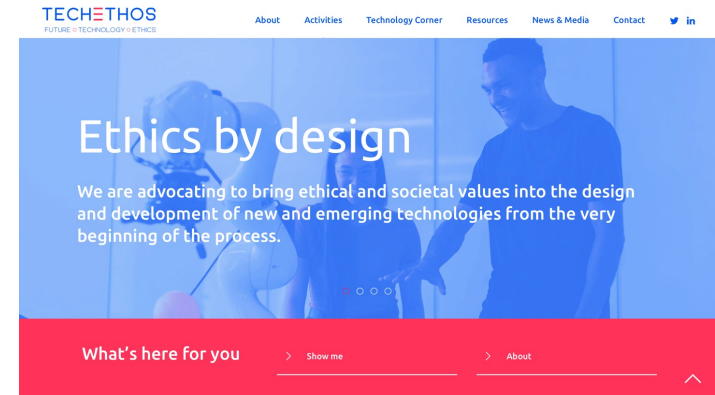 TECHETHOS
FUTURE TECHNOLOGY ETHICS
About Activities Technology Corner Resources News & Media Contact
Ethics by design
We are advocating to bring ethical and societal values into the design
and development of new and emerging technologies from the very
beginning of the process.
What's here for you
Show me
About